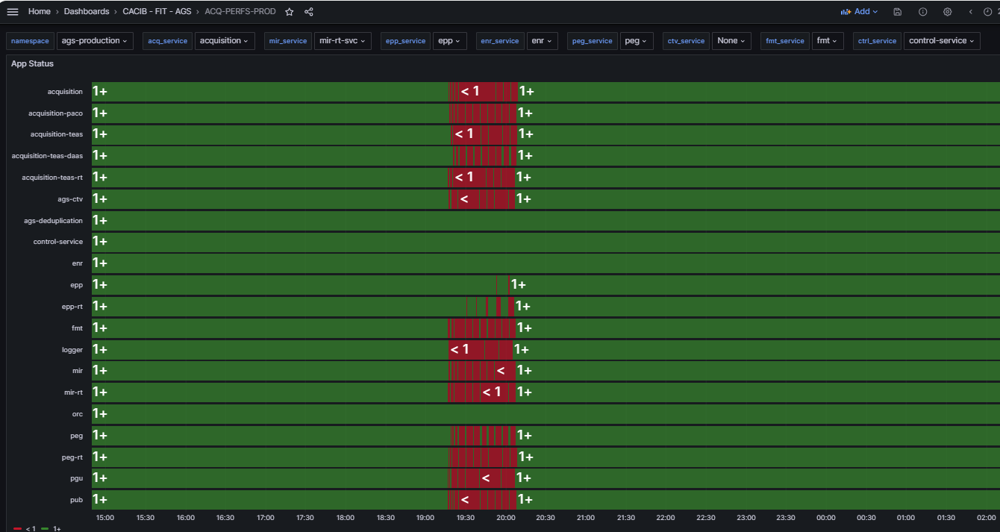 Home › Dashboards › CACIB - FIT - AGS › ACQ-PERFS-PROD
Add
namespace ags-production acq_service acquisition mir_service mir-rt-svc epp_service epp enr_service enr peg_service peg ctv_service None fmt_service fmt ctrl_service control-service
App Status
acquisition 1+ < 1 1+
acquisition-paco 1+ 1+
acquisition-teas 1+ < 1 1+
acquisition-teas-daas 1+ 1+
acquisition-teas-rt 1+ < 1 1+
ags-ctv 1+ < 1+
ags-deduplication 1+
control-service 1+
enr 1+
epp 1+ 1+
epp-rt 1+ 1+
fmt 1+ 1+
logger 1+ < 1 1+
mir 1+ < 1+
mir-rt 1+ < 1 1+
orc 1+
peg 1+ 1+
peg-rt 1+ 1+
pgu 1+ < 1+
pub 1+ < 1+
15:00 15:30 16:00 16:30 17:00 17:30 18:00 18:30 19:00 19:30 20:00 20:30 21:00 21:30 22:00 22:30 23:00 23:30 00:00 00:30 01:00 01:30 02:00
< 1 1+